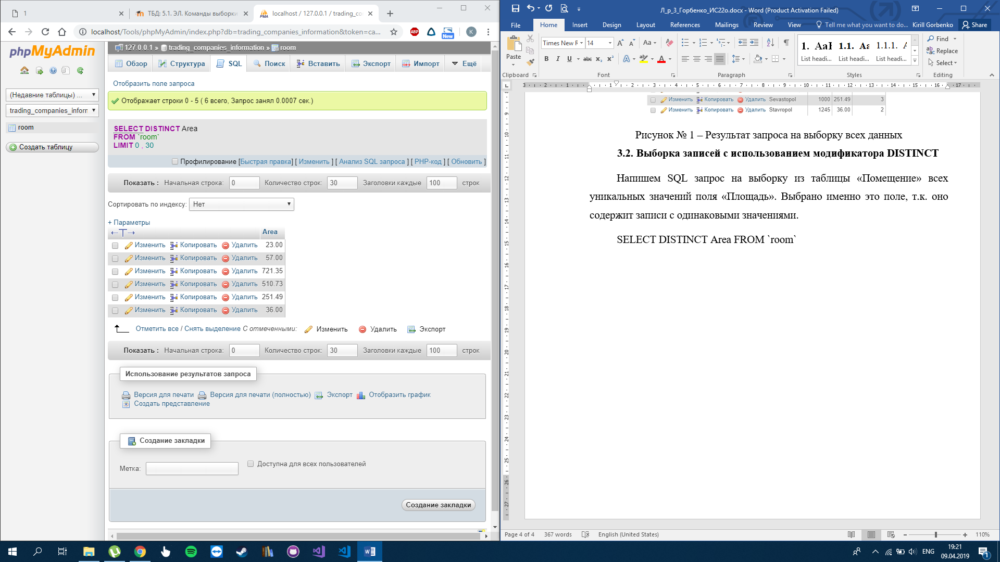 1
ТБД: 5.1. ЭЛ. Команды выборки
localhost / 127.0.0.1 / trading_co
localhost/Tools/phpMyAdmin/index.php?db=trading_companies_information&token=ca...
ABP
New
K
phpMyAdmin
(Недавние таблицы) ...
trading_companies_inforr
room
Создать таблицу
127.0.0.1 » trading_companies_information » room
Обзор
Структура
SQL
Поиск
Вставить
Экспорт
Импорт
Ещё
Отобразить поле запроса
Отображает строки 0 - 5 ( 6 всего, Запрос занял 0.0007 сек.)
SELECT DISTINCT Area
FROM `room`
LIMIT 0 , 30
Профилирование [Быстрая правка] [ Изменить ] [ Анализ SQL запроса ] [ PHP-код ] [ Обновить ]
Показать : Начальная строка: 0 Количество строк: 30 Заголовки каждые 100 строк
Сортировать по индексу: Нет
+ Параметры
←T→ Area
Изменить Копировать Удалить 23.00
Изменить Копировать Удалить 57.00
Изменить Копировать Удалить 721.35
Изменить Копировать Удалить 510.73
Изменить Копировать Удалить 251.49
Изменить Копировать Удалить 36.00
Отметить все / Снять выделение С отмеченными: Изменить Удалить Экспорт
Показать : Начальная строка: 0 Количество строк: 30 Заголовки каждые 100 строк
Использование результатов запроса
Версия для печати Версия для печати (полностью) Экспорт Отобразить график
Создать представление
Создание закладки
Метка: Доступна для всех пользователей
Создание закладки
Л_р_3_Горбенко_ИС22о.docx - Word (Product Activation Failed)
File Home Insert Design Layout References Mailings Review View Tell me what you want to do... Kirill Gorbenko Share
Paste
Times New R 14
Clipboard Font Paragraph Styles Editing
1. AaI 1.1. Aa 1.1.1. A
List headi... List headi... List headi...
Find
Replace
Select
Изменить Копировать Удалить Sevastopol 1000 251.49 3
Изменить Копировать Удалить Stavropol 1245 36.00 2
Рисунок № 1 – Результат запроса на выборку всех данных
3.2. Выборка записей с использованием модификатора DISTINCT
Напишем SQL запрос на выборку из таблицы «Помещение» всех
уникальных значений поля «Площадь». Выбрано именно это поле, т.к. оно
содержит записи с одинаковыми значениями.
SELECT DISTINCT Area FROM `room`
Page 4 of 4 367 words English (United States) 110%
ENG
19:21
09.04.2019
1